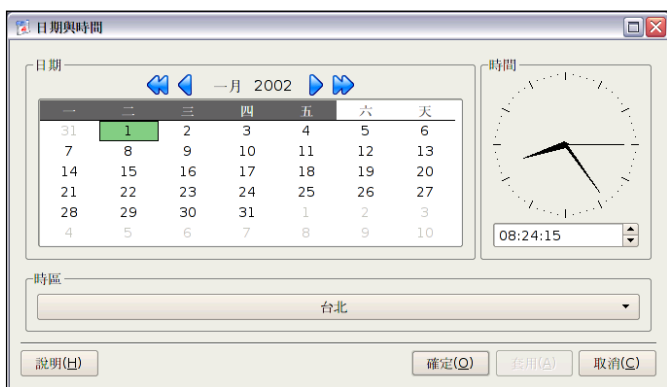 日期與時間
日期
一月 2002
一 二 三 四 五 六 天
31 1 2 3 4 5 6
7 8 9 10 11 12 13
14 15 16 17 18 19 20
21 22 23 24 25 26 27
28 29 30 31 1 2 3
4 5 6 7 8 9 10
時間
08:24:15
時區
台北
說明(H) 確定(O) 套用(A) 取消(C)